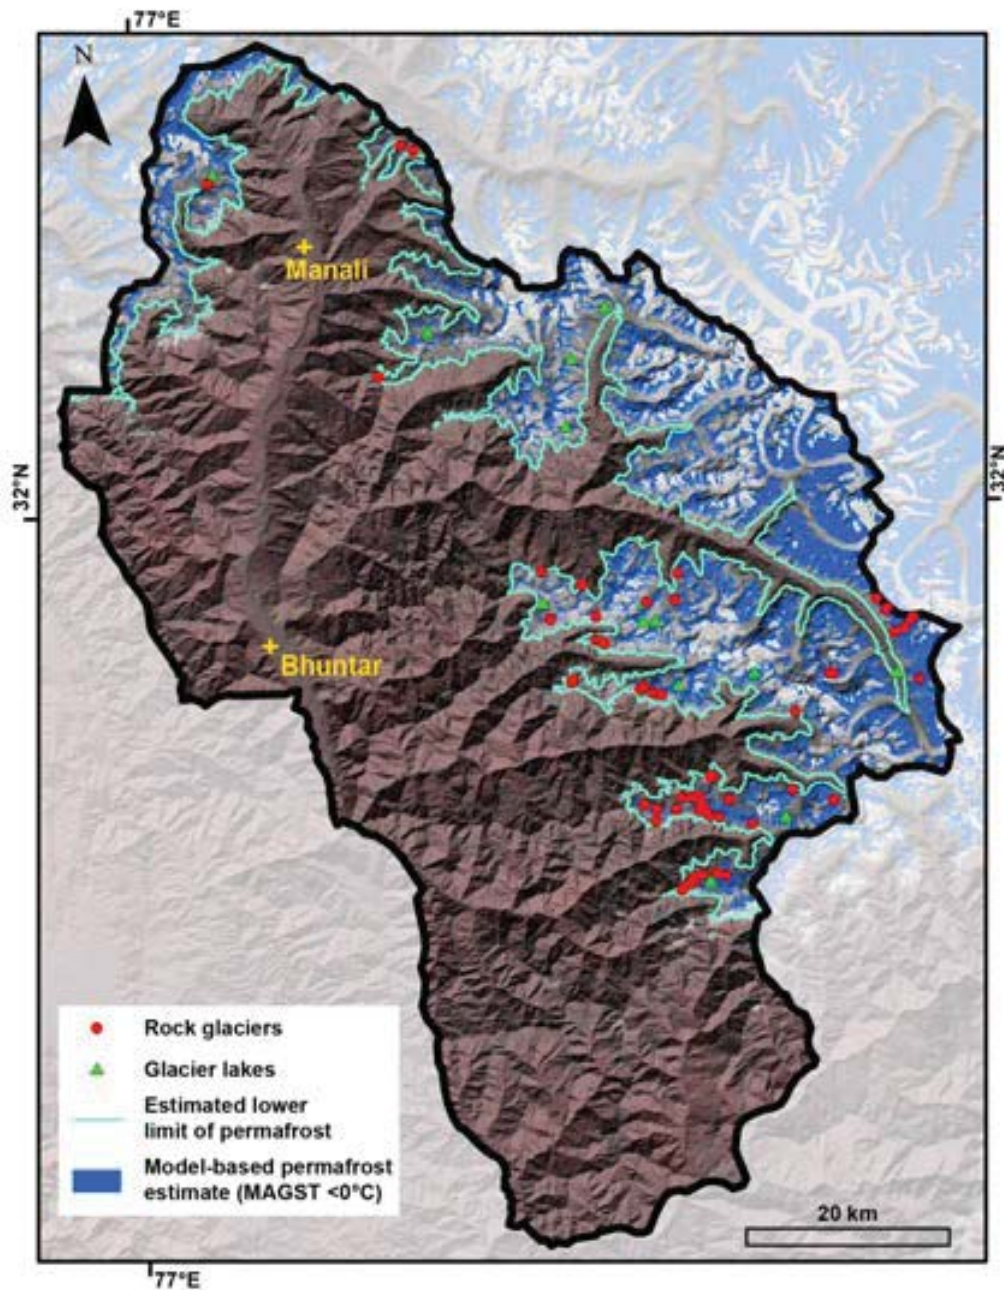 77°E
N
Manali
32°N
32°N
Bhuntar
Rock glaciers
Glacier lakes
Estimated lower
limit of permafrost
Model-based permafrost
estimate (MAGST <0°C)
20 km
77°E